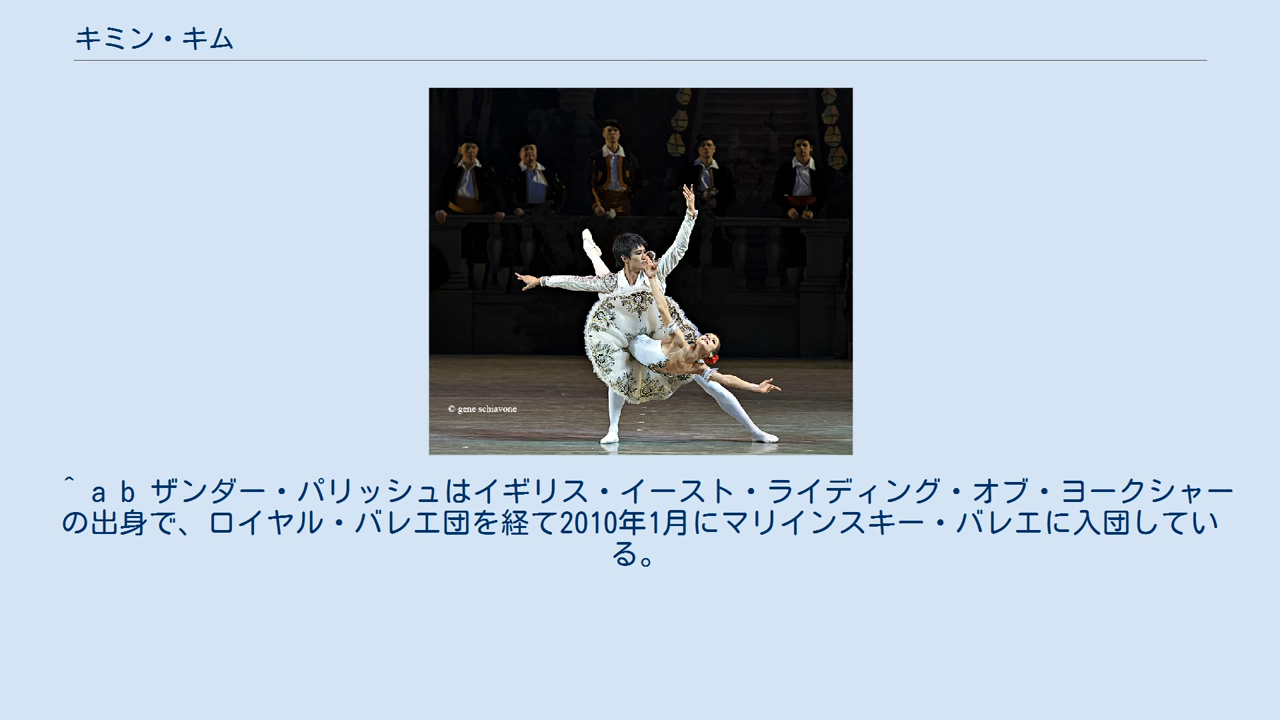 キミン・キム
© gene schiavone
^ a b ザンダー・パリッシュはイギリス・イースト・ライディング・オブ・ヨークシャー
の出身で、ロイヤル・バレエ団を経て2010年1月にマリインスキー・バレエに入団してい
る。